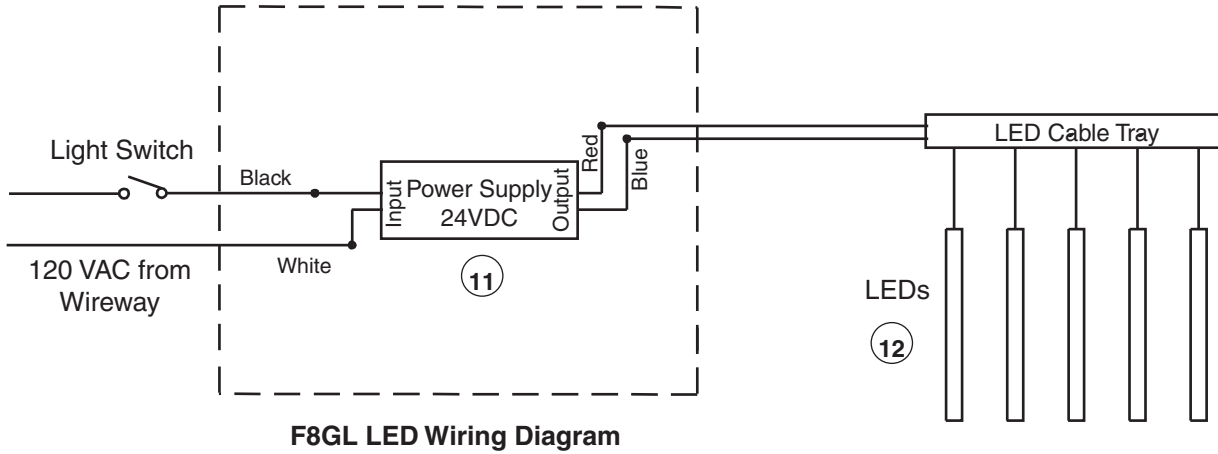 Light Switch
Black
Input
Power Supply
24VDC
Output
Red
Blue
LED Cable Tray
White
120 VAC from
Wireway
11
LEDs
12
F8GL LED Wiring Diagram